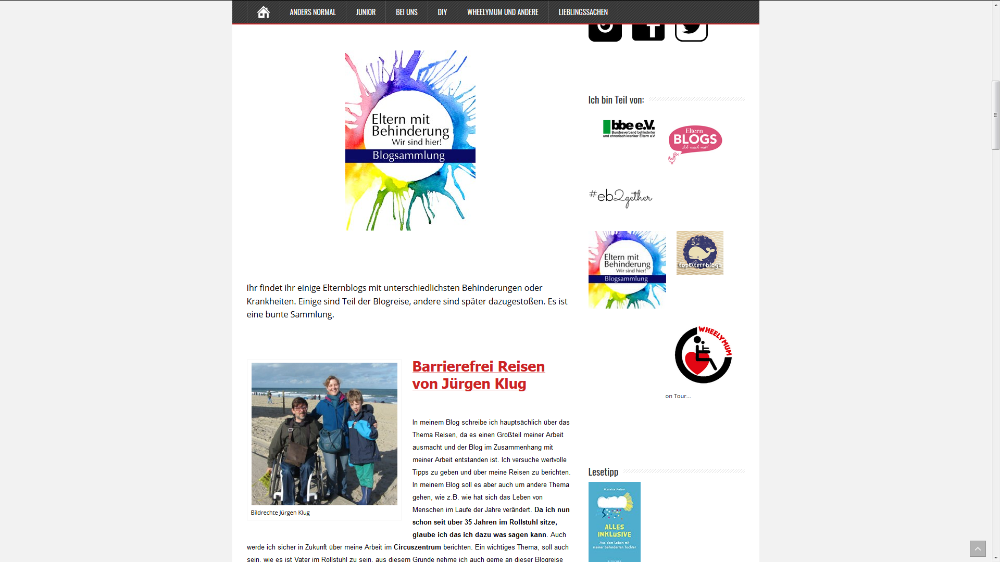 ANDERS NORMAL
JUNIOR
BEI UNS
DIY
WHEELYMUM UND ANDERE
LIEBLINGSSACHEN
Eltern mit
Behinderung
Wir sind hier!
Blogsammlung
Ihr findet ihr einige Elternblogs mit unterschiedlichsten Behinderungen oder
Krankheiten. Einige sind Teil der Blogreise, andere sind später dazugestoßen. Es ist
eine bunte Sammlung.
Bildrechte Jürgen Klug
Barrierefrei Reisen
von Jürgen Klug
In meinem Blog schreibe ich hauptsächlich über das
Thema Reisen, da es einen Großteil meiner Arbeit
ausmacht und der Blog im Zusammenhang mit
meiner Arbeit entstanden ist. Ich versuche wertvolle
Tipps zu geben und über meine Reisen zu berichten.
In meinem Blog soll es aber auch um andere Thema
gehen, wie z.B. wie hat sich das Leben von
Menschen im Laufe der Jahre verändert. Da ich nun
schon seit über 35 Jahren im Rollstuhl sitze,
glaube ich das ich dazu was sagen kann. Auch
werde ich sicher in Zukunft über meine Arbeit im Circuszentrum berichten. Ein wichtiges Thema, soll auch
sein, wie es ist Vater im Rollstuhl zu sein, aus diesem Grunde nehme ich auch gerne an dieser Blogreise
Ich bin Teil von:
bbe e.V.
Bundesverband behinderter
und chronisch kranker Eltern e.V.
Eltern
BLOGS
Ich mach mit!
#eb2gether
Eltern mit
Behinderung
Wir sind hier!
Blogsammlung
topElternblogs
WHEELYMUM
on Tour...
Lesetipp
Mareice Kaiser
ALLES
INKLUSIVE
Aus dem Leben mit
meiner behinderten Tochter